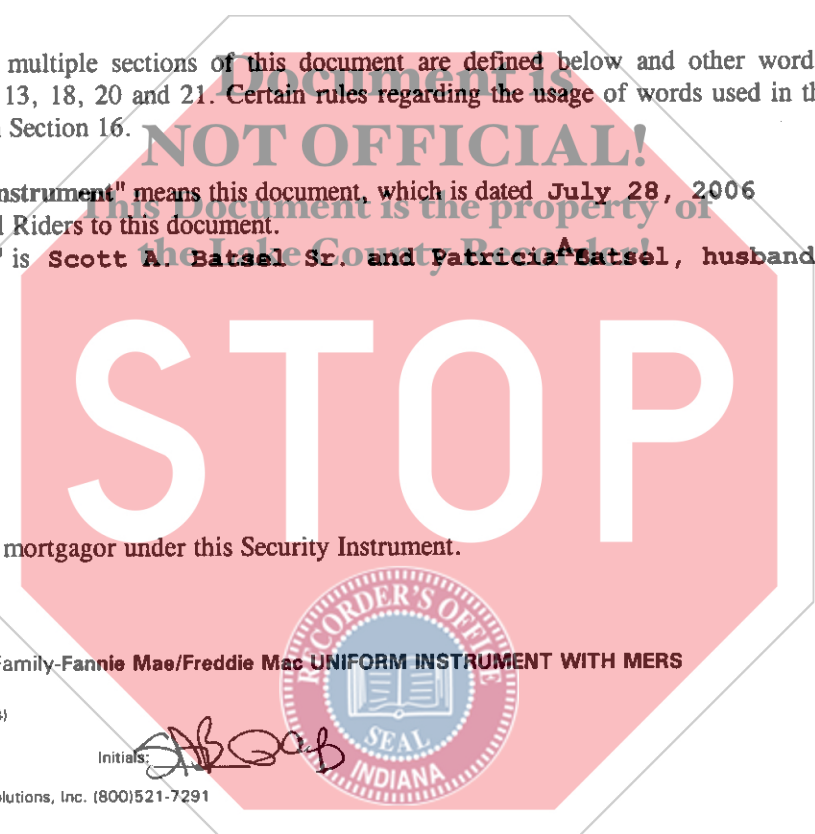 multiple sections of this document are defined below and other word
Document is
13, 18, 20 and 21. Certain rules regarding the usage of words used in th
Section 16.
NOT OFFICIAL!
nstrument" means this document, which is dated July 28, 2006
This Document is the property of
l Riders to this document.
the Lake County Recorder!
" is Scott A. Batsel Sr. and Patricia A Batsel, husband
STOP
mortgagor under this Security Instrument.
RECORDER'S OFFICE
Family-Fannie Mae/Freddie Mac UNIFORM INSTRUMENT WITH MERS
SEAL
Initials: SAB PAB
INDIANA
olutions, Inc. (800)521-7291